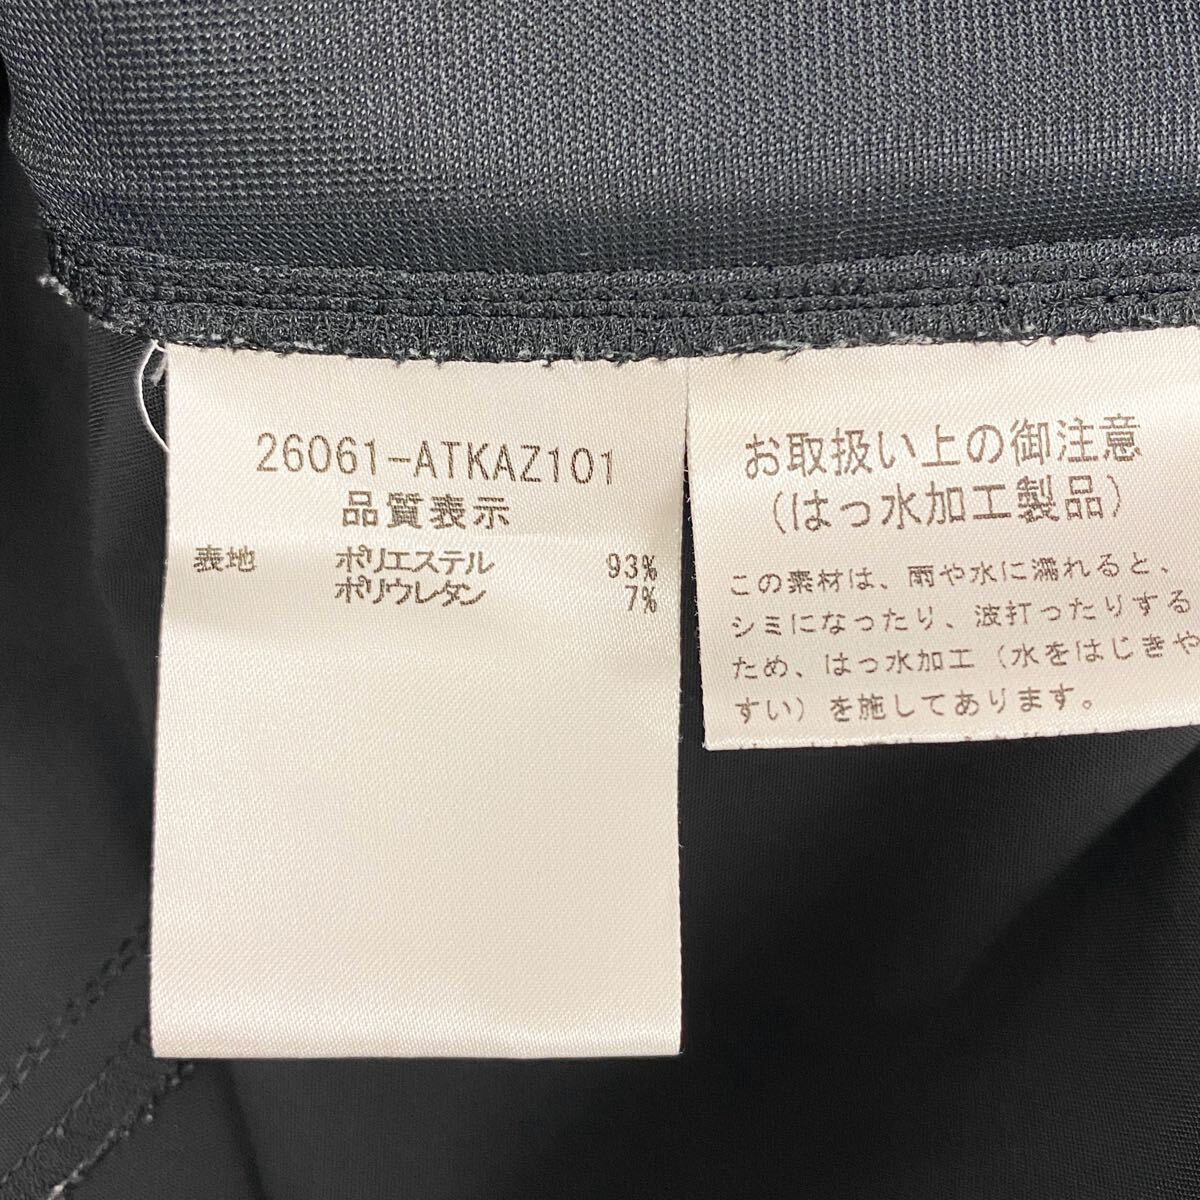 26061-ATKAZ101
品質表示
表地 ポリエステル 93%
ポリウレタン 7%
お取扱い上の御注意
(はっ水加工製品)
この素材は、雨や水に濡れると、
シミになったり、波打ったりする
ため、はっ水加工(水をはじきや
すい)を施してあります。